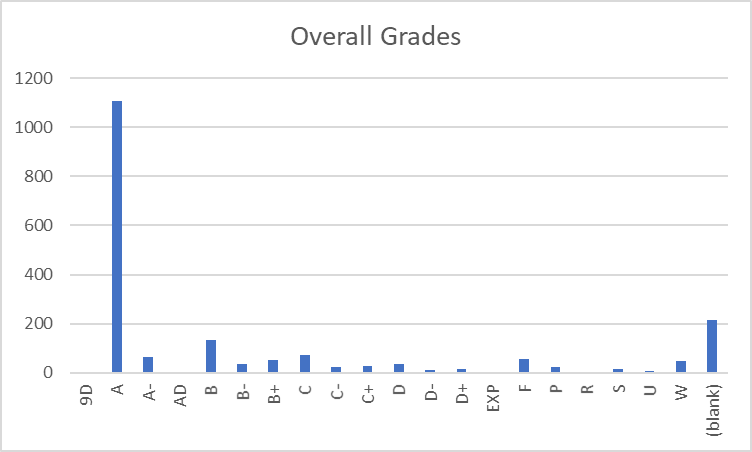 Overall Grades
1200
1000
800
600
400
200
0
9D
A
A-
AD
B
B-
B+
C
C-
C+
D
D-
D+
EXP
F
P
R
S
U
W
(blank)